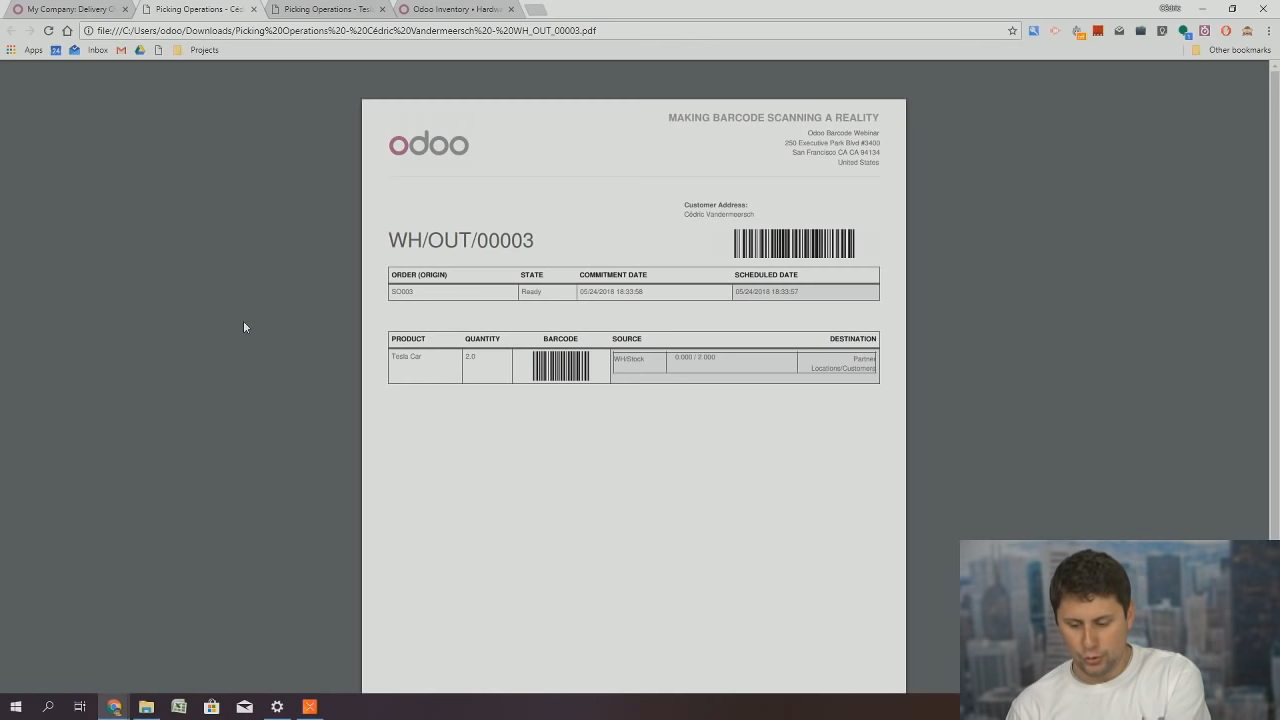 My Company: Delivery O
Picking Operations - Céd
Picking Operations - Tesl
Odoo Inventory • Hardw
file:///C:/Users/odoo/Downloads/Picking%20Operations%20-%20Cédric%20Vandermeersch%20-%20WH_OUT_00003.pdf
Apps
Inbox
Projects
Other bookmarks
MAKING BARCODE SCANNING A REALITY
odoo
Odoo Barcode Webinar
250 Executive Park Blvd #3400
San Francisco CA CA 94134
United States
Customer Address:
Cédric Vandermeersch
WH/OUT/00003
ORDER (ORIGIN) STATE COMMITMENT DATE SCHEDULED DATE
SO003 Ready 05/24/2018 18:33:58 05/24/2018 18:33:57
PRODUCT QUANTITY BARCODE SOURCE DESTINATION
Tesla Car 2.0 WH/Stock 0.000 / 2.000 Partner
Locations/Customers